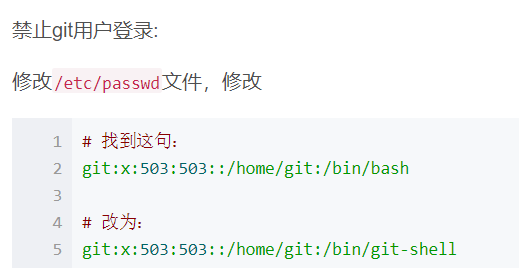 禁止git用户登录:
修改/etc/passwd文件，修改
1 # 找到这句：
2 git:x:503:503::/home/git:/bin/bash
3
4 # 改为：
5 git:x:503:503::/home/git:/bin/git-shell